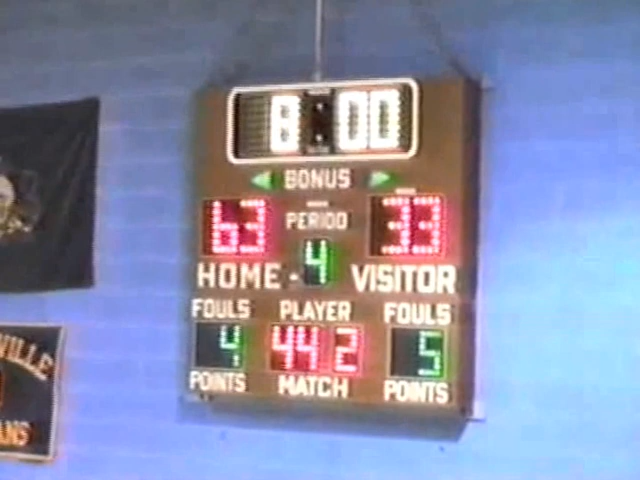 8:00
BONUS
63 PERIOD 33
HOME 4 VISITOR
FOULS PLAYER FOULS
4 44 2 5
POINTS MATCH POINTS
VILLE
ANS